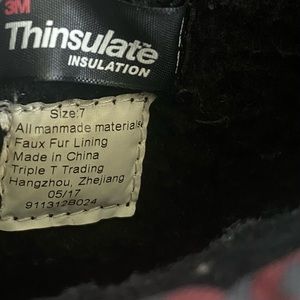 3M
Thinsulate
INSULATION
Size:7
All manmade materials
Faux Fur Lining
Made in China
Triple T Trading
Hangzhou, Zhejiang
05/17
911312B024